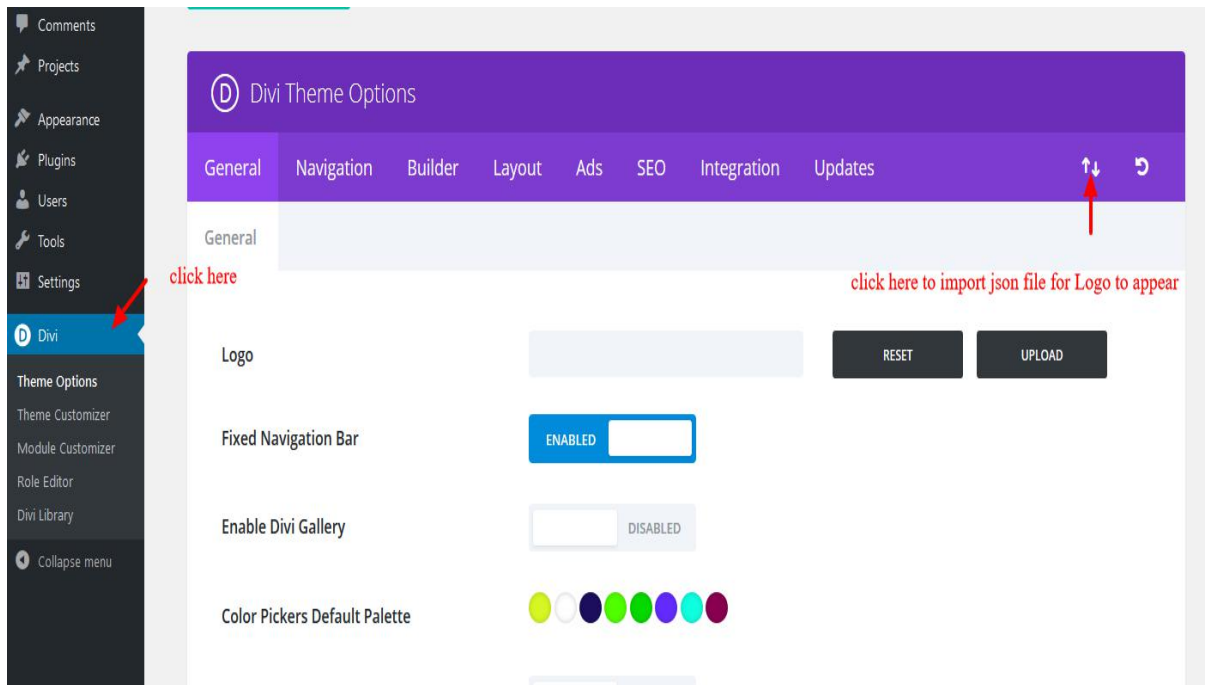 Comments
Projects
Appearance
Plugins
Users
Tools
Settings
Divi
Theme Options
Theme Customizer
Module Customizer
Role Editor
Divi Library
Collapse menu
click here
D Divi Theme Options
General Navigation Builder Layout Ads SEO Integration Updates
General
click here to import json file for Logo to appear
Logo RESET UPLOAD
Fixed Navigation Bar ENABLED
Enable Divi Gallery DISABLED
Color Pickers Default Palette